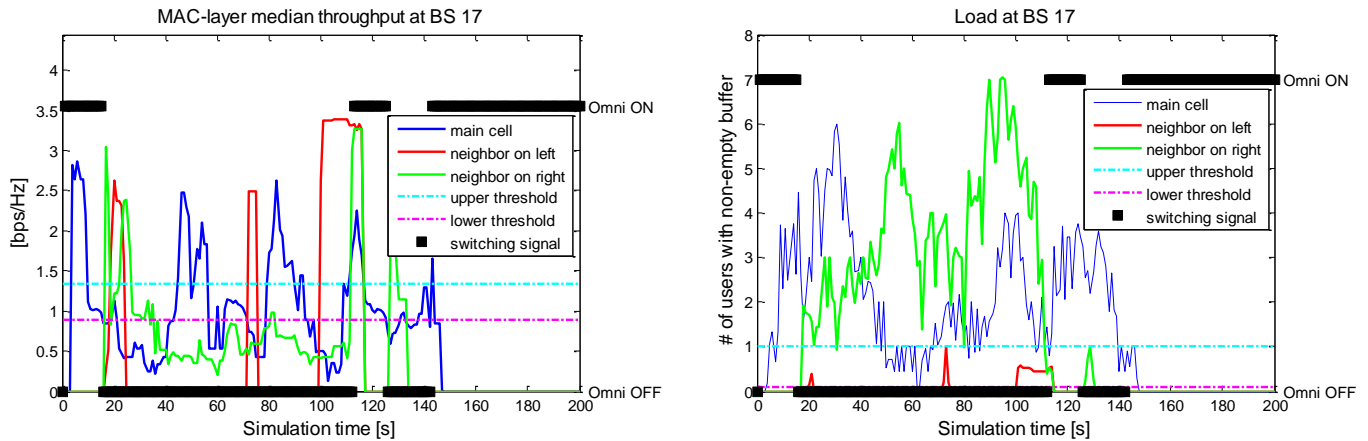 MAC-layer median throughput at BS 17
[bps/Hz]
4
3.5
3
2.5
2
1.5
1
0.5
0
0 20 40 60 80 100 120 140 160 180 200
Simulation time [s]
Omni ON
Omni OFF
main cell
neighbor on left
neighbor on right
upper threshold
lower threshold
switching signal
Load at BS 17
# of users with non-empty buffer
8
7
6
5
4
3
2
1
0
0 20 40 60 80 100 120 140 160 180 200
Simulation time [s]
Omni ON
Omni OFF
main cell
neighbor on left
neighbor on right
upper threshold
lower threshold
switching signal